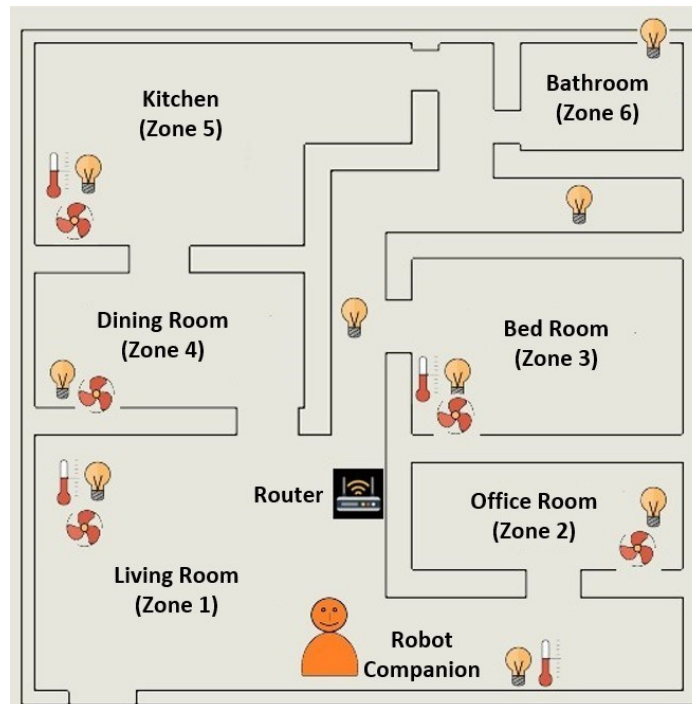 Kitchen
(Zone 5)
Bathroom
(Zone 6)
Dining Room
(Zone 4)
Bed Room
(Zone 3)
Router
Office Room
(Zone 2)
Living Room
(Zone 1)
Robot
Companion